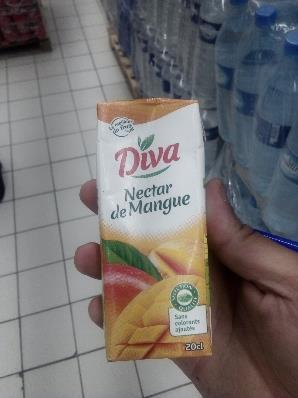 Diva
Nectar
de Mangue
Sans
colorants
ajoutés
20cl